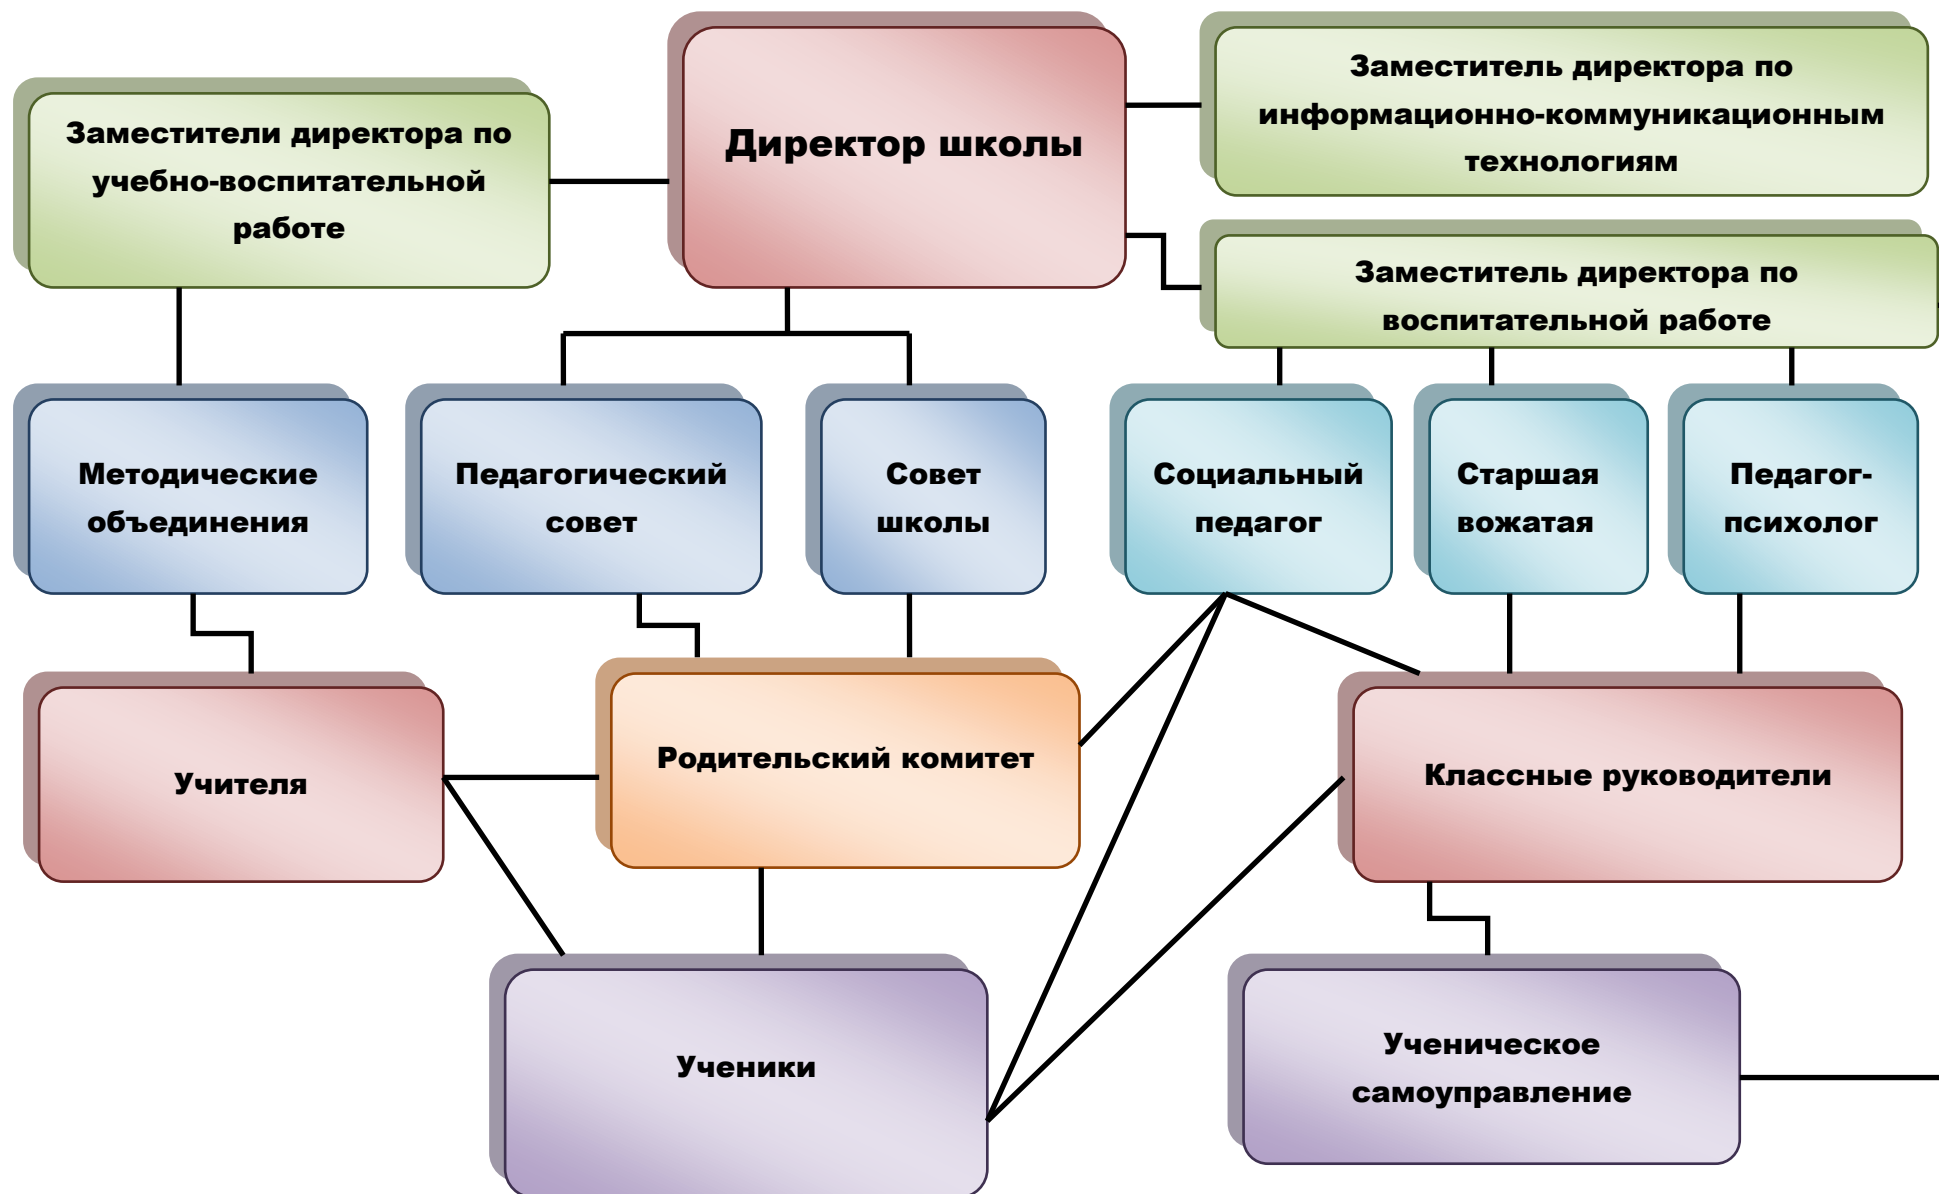 Директор школы
Заместитель директора по
информационно-коммуникационным
технологиям
Заместители директора по
учебно-воспитательной
работе
Заместитель директора по
воспитательной работе
Методические
объединения
Педагогический
совет
Совет
школы
Социальный
педагог
Старшая
вожатая
Педагог-
психолог
Учителя
Родительский комитет
Классные руководители
Ученики
Ученическое
самоуправление